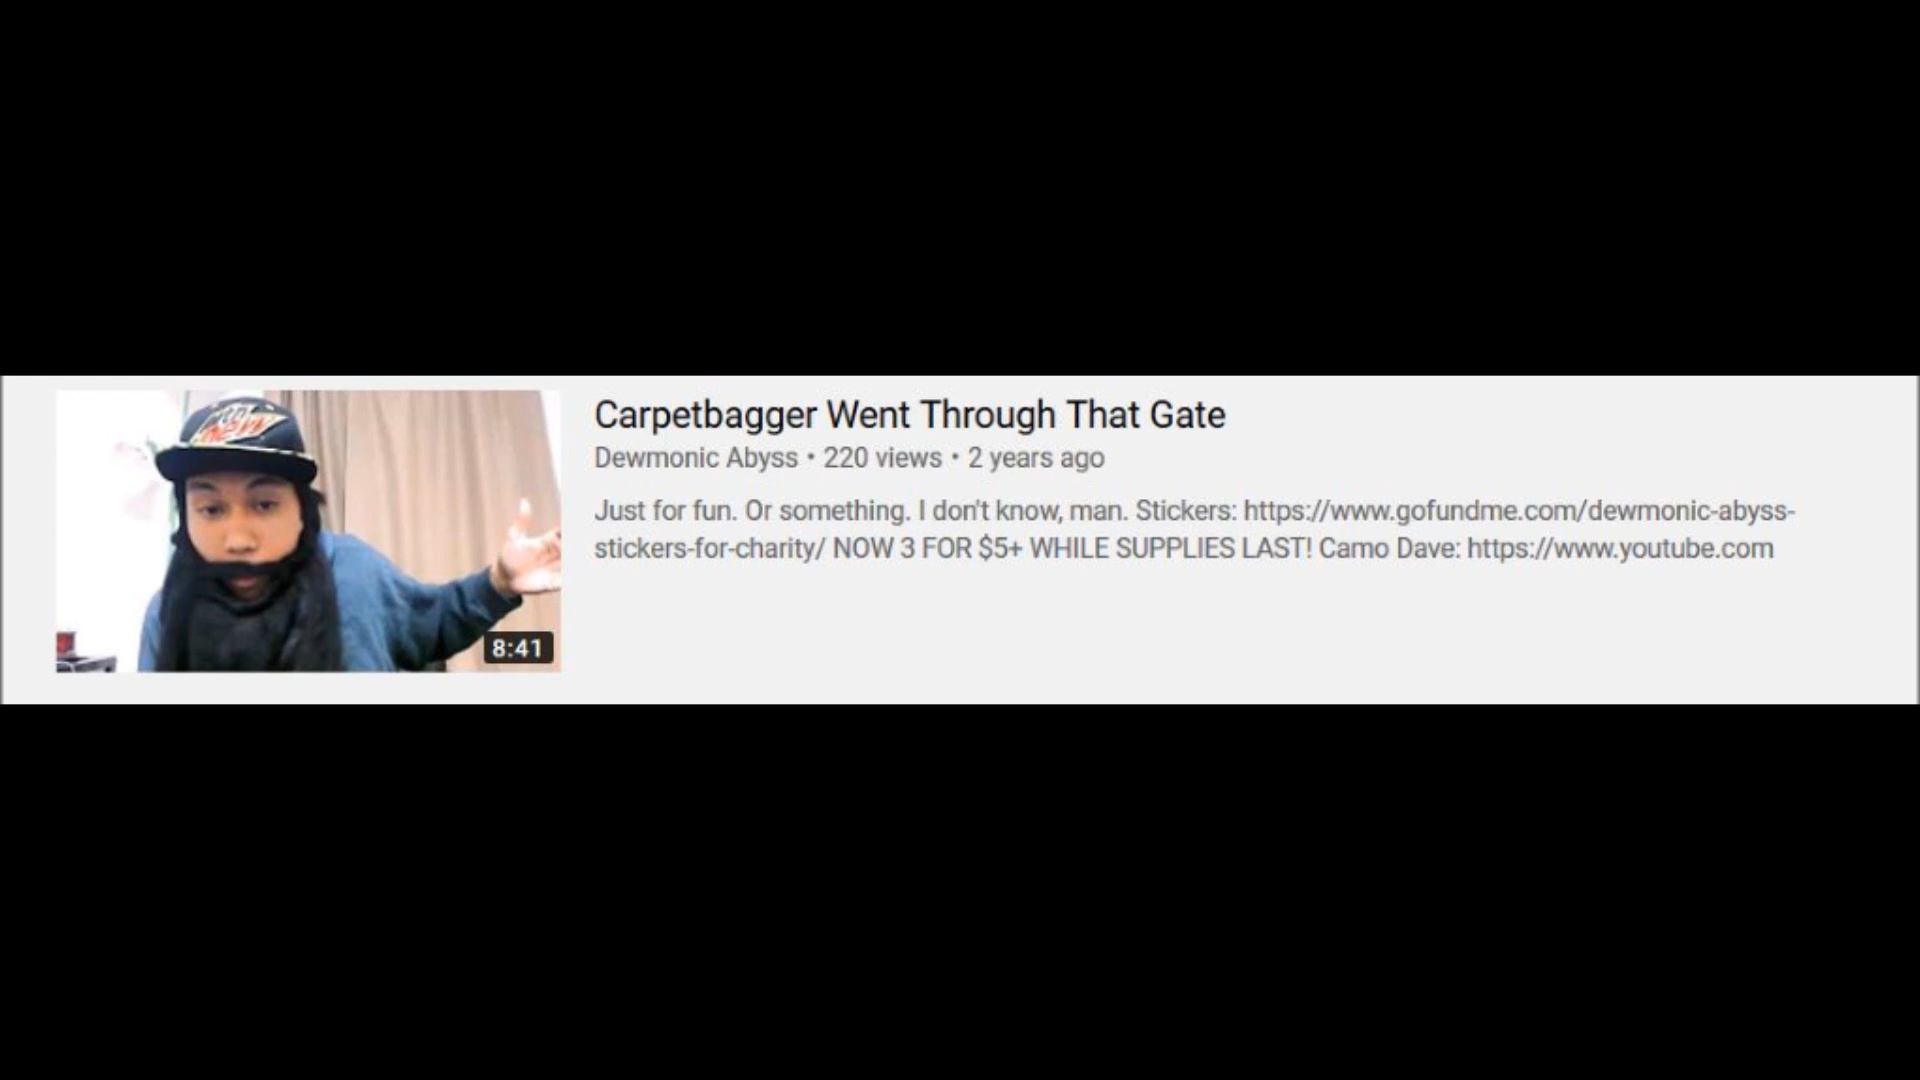 Carpetbagger Went Through That Gate
Dewmonic Abyss • 220 views • 2 years ago
Just for fun. Or something. I don't know, man. Stickers: https://www.gofundme.com/dewmonic-abyss-
stickers-for-charity/ NOW 3 FOR $5+ WHILE SUPPLIES LAST! Camo Dave: https://www.youtube.com
8:41